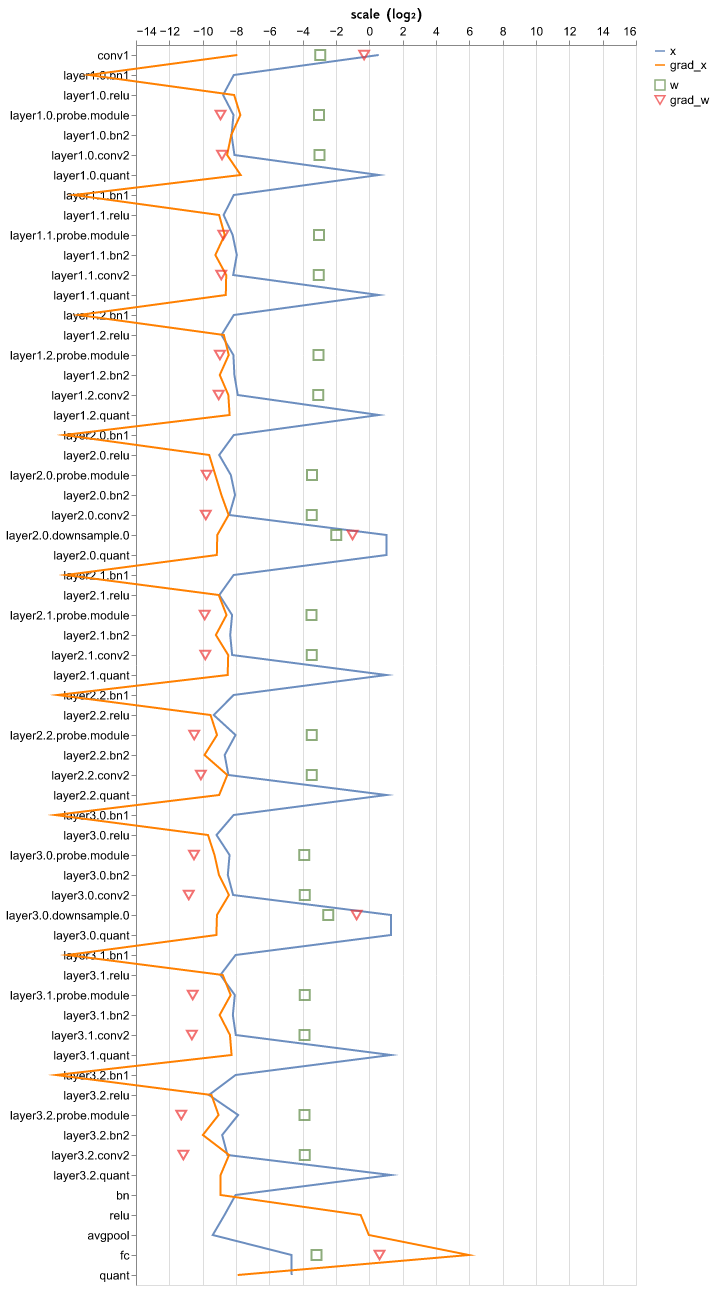 scale (log₂)
−14 −12 −10 −8 −6 −4 −2 0 2 4 6 8 10 12 14 16
x
grad_x
w
grad_w
conv1
layer1.0.bn1
layer1.0.relu
layer1.0.probe.module
layer1.0.bn2
layer1.0.conv2
layer1.0.quant
layer1.1.bn1
layer1.1.relu
layer1.1.probe.module
layer1.1.bn2
layer1.1.conv2
layer1.1.quant
layer1.2.bn1
layer1.2.relu
layer1.2.probe.module
layer1.2.bn2
layer1.2.conv2
layer1.2.quant
layer2.0.bn1
layer2.0.relu
layer2.0.probe.module
layer2.0.bn2
layer2.0.conv2
layer2.0.downsample.0
layer2.0.quant
layer2.1.bn1
layer2.1.relu
layer2.1.probe.module
layer2.1.bn2
layer2.1.conv2
layer2.1.quant
layer2.2.bn1
layer2.2.relu
layer2.2.probe.module
layer2.2.bn2
layer2.2.conv2
layer2.2.quant
layer3.0.bn1
layer3.0.relu
layer3.0.probe.module
layer3.0.bn2
layer3.0.conv2
layer3.0.downsample.0
layer3.0.quant
layer3.1.bn1
layer3.1.relu
layer3.1.probe.module
layer3.1.bn2
layer3.1.conv2
layer3.1.quant
layer3.2.bn1
layer3.2.relu
layer3.2.probe.module
layer3.2.bn2
layer3.2.conv2
layer3.2.quant
bn
relu
avgpool
fc
quant